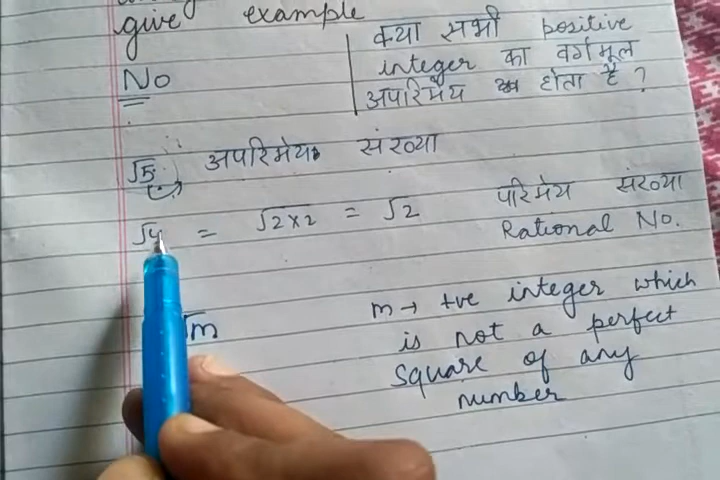 give example
No
क्या सभी positive
integer का वर्गमूल
अपरिमेय होता है ?
√5 अपरिमेय संख्या
√4 = √2×2 = √2 परिमेय संख्या
Rational No.
√m m → +ve integer which
is not a perfect
square of any
number